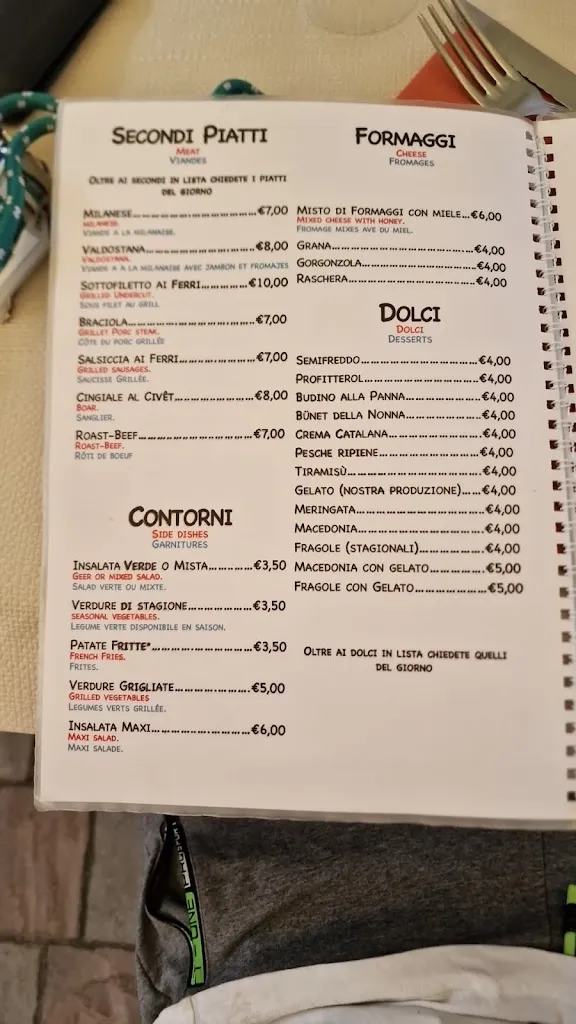 Secondi Piatti
Meat
Viandes
Oltre ai secondi in lista chiedete i piatti
del giorno
Milanese..............................€7,00
Milanese.
Viande a la milanaise.
Valdostana..............................€8,00
Valdostana.
Viande a a la milanaise avec jambon et fromajes
Sottofiletto ai Ferri...............€10,00
Grilled Undercut.
Sous filet au grill
Braciola..............................€7,00
Grillet Porc steak.
Côte du porc grillée
Salsiccia ai Ferri...................€7,00
Grilled sausages.
Saucisse Grillée.
Cingiale al Civêt...................€8,00
Boar.
Sanglier.
Roast-Beef..............................€7,00
Roast-Beef.
Rôti de boeuf
Contorni
Side dishes
Garnitures
Insalata Verde o Mista..........€3,50
Geer or mixed salad.
Salad verte ou mixte.
Verdure di stagione...............€3,50
seasonal vegetables.
Legume verte disponibile en saison.
Patate Fritte*........................€3,50
French Fries.
Frites.
Verdure Grigliate..................€5,00
Grilled vegetables
Legumes verts grillée.
Insalata Maxi........................€6,00
Maxi salad.
Maxi salade.
Formaggi
Cheese
Fromages
Misto di Formaggi con miele...€6,00
Mixed cheese with honey.
Fromage mixes ave du miel.
Grana..............................€4,00
Gorgonzola..............................€4,00
Raschera..............................€4,00
Dolci
Dolci
Desserts
Semifreddo..............................€4,00
Profitterol..............................€4,00
Budino alla Panna..................€4,00
Bünet della Nonna..................€4,00
Crema Catalana.....................€4,00
Pesche ripiene........................€4,00
Tiramisù..............................€4,00
Gelato (nostra produzione).....€4,00
Meringata..............................€4,00
Macedonia..............................€4,00
Fragole (stagionali)...............€4,00
Macedonia con gelato............€5,00
Fragole con Gelato..................€5,00
Oltre ai dolci in lista chiedete quelli
del giorno